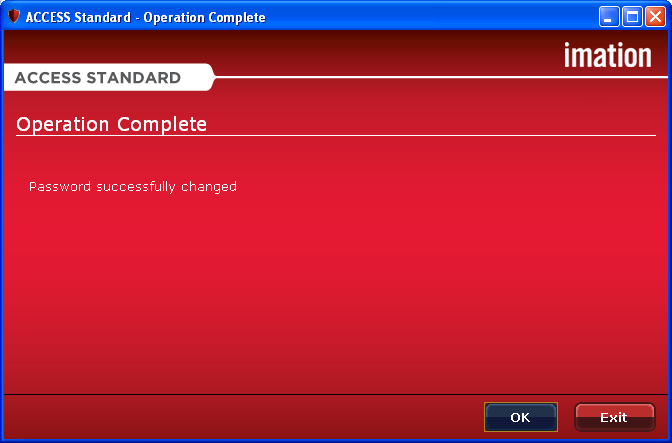 ACCESS Standard - Operation Complete
imation
ACCESS STANDARD
Operation Complete
Password successfully changed
OK
Exit